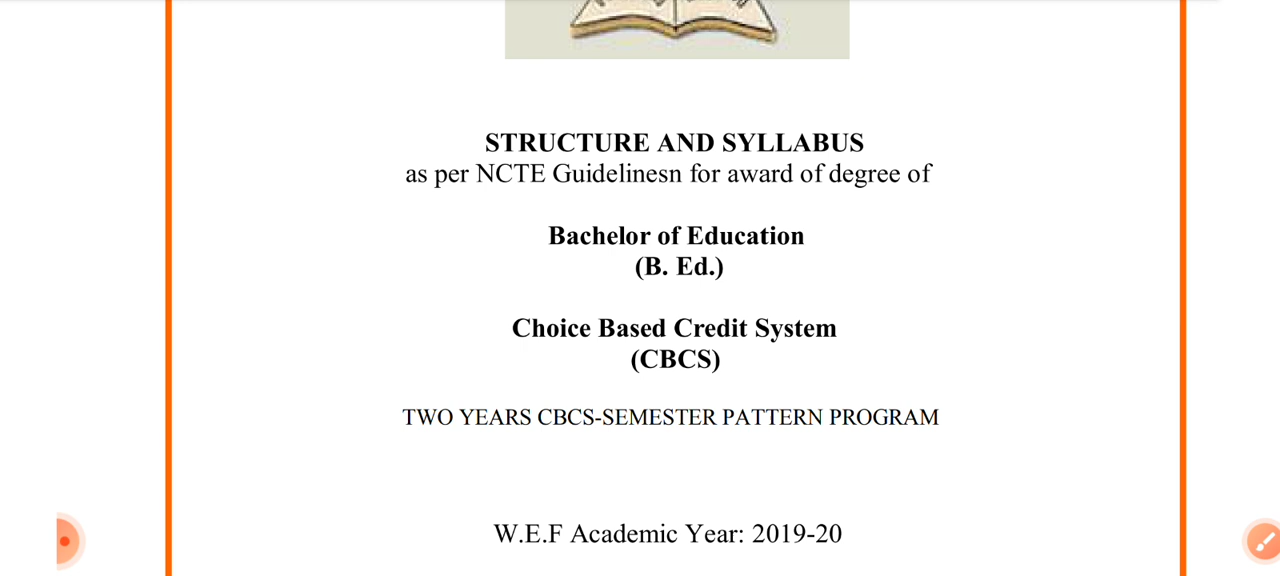 STRUCTURE AND SYLLABUS
as per NCTE Guidelinesn for award of degree of
Bachelor of Education
(B. Ed.)
Choice Based Credit System
(CBCS)
TWO YEARS CBCS-SEMESTER PATTERN PROGRAM
W.E.F Academic Year: 2019-20